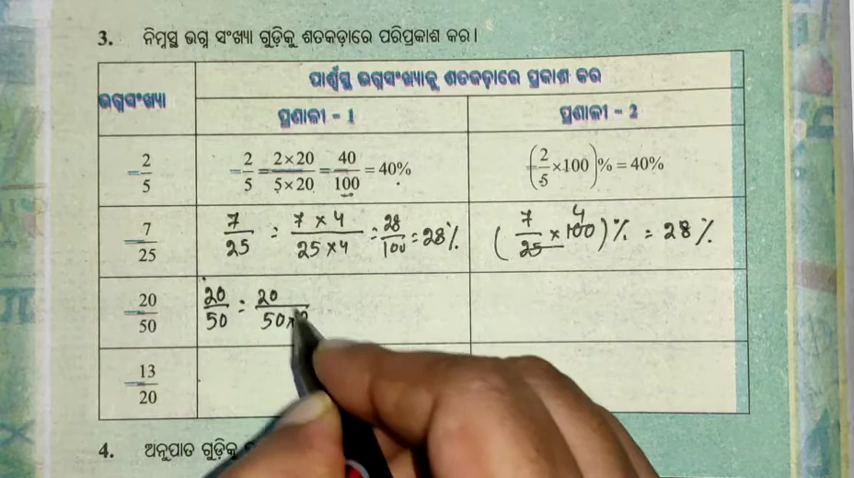 3. ନିମ୍ନସ୍ଥ ଭଗ୍ନ ସଂଖ୍ୟା ଗୁଡ଼ିକୁ ଶତକଡ଼ାରେ ପରିପ୍ରକାଶ କର।
ଭଗ୍ନସଂଖ୍ୟା
ପାର୍ଶ୍ୱସ୍ଥ ଭଗ୍ନସଂଖ୍ୟାକୁ ଶତକଡ଼ାରେ ପ୍ରକାଶ କର
ପ୍ରଣାଳୀ - 1 ପ୍ରଣାଳୀ - 2
2/5 2/5 = 2×20/5×20 = 40/100 = 40% (2/5 ×100)% = 40%
7/25 7/25 = 7 × 4/25 × 4 = 28/100 = 28% (7/25 × 100 4)% = 28%
20/50 20/50 = 20/50×
13/20
4. ଅନୁପାତ ଗୁଡ଼ିକୁ